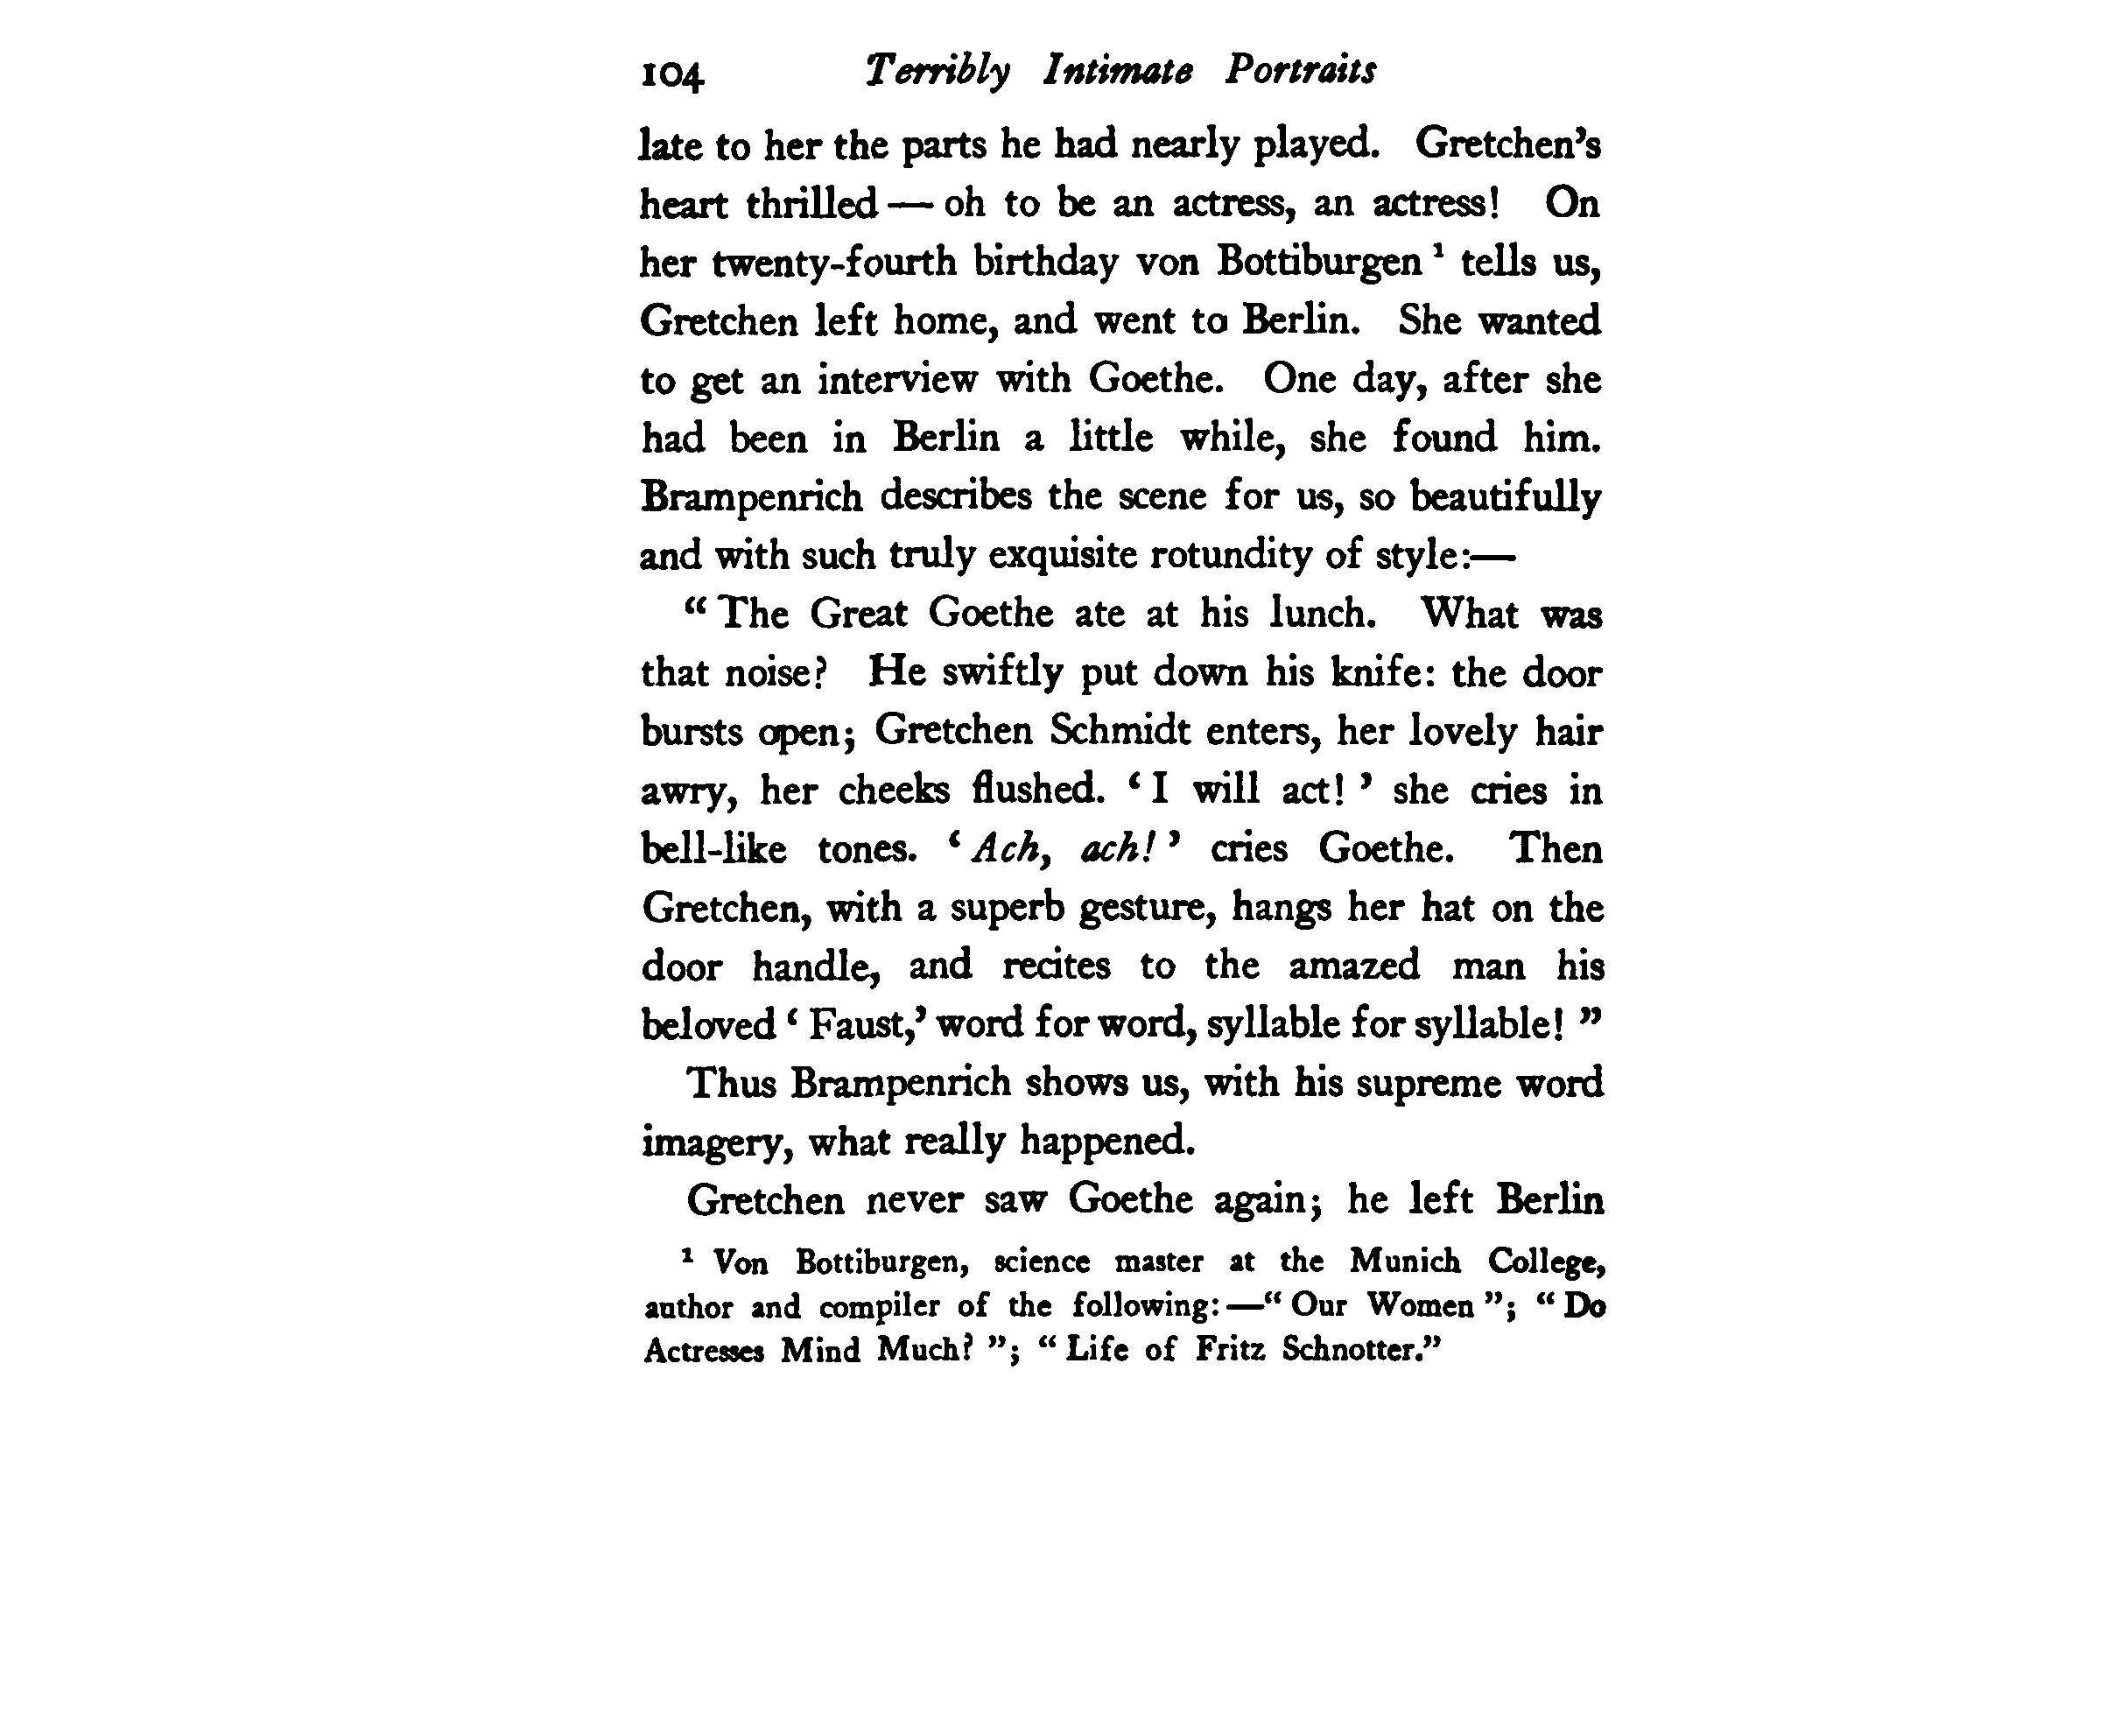 104 Terribly Intimate Portraits
late to her the parts he had nearly played. Gretchen's
heart thrilled — oh to be an actress, an actress! On
her twenty-fourth birthday von Bottiburgen ¹ tells us,
Gretchen left home, and went to Berlin. She wanted
to get an interview with Goethe. One day, after she
had been in Berlin a little while, she found him.
Brampenrich describes the scene for us, so beautifully
and with such truly exquisite rotundity of style:—
“ The Great Goethe ate at his lunch. What was
that noise? He swiftly put down his knife: the door
bursts open; Gretchen Schmidt enters, her lovely hair
awry, her cheeks flushed. ‘ I will act! ’ she cries in
bell-like tones. ‘ Ach, ach! ’ cries Goethe. Then
Gretchen, with a superb gesture, hangs her hat on the
door handle, and recites to the amazed man his
beloved ‘ Faust,’ word for word, syllable for syllable! ”
Thus Brampenrich shows us, with his supreme word
imagery, what really happened.
Gretchen never saw Goethe again; he left Berlin
¹ Von Bottiburgen, science master at the Munich College,
author and compiler of the following: —“ Our Women ”; “ Do
Actresses Mind Much? ”; “ Life of Fritz Schnotter.”